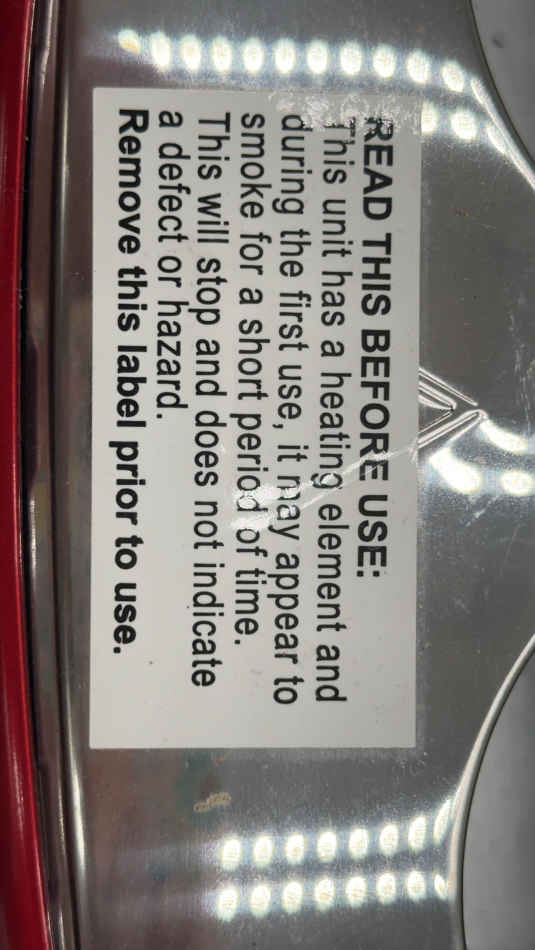 READ THIS BEFORE USE:
This unit has a heating element and
during the first use, it may appear to
smoke for a short period of time.
This will stop and does not indicate
a defect or hazard.
Remove this label prior to use.